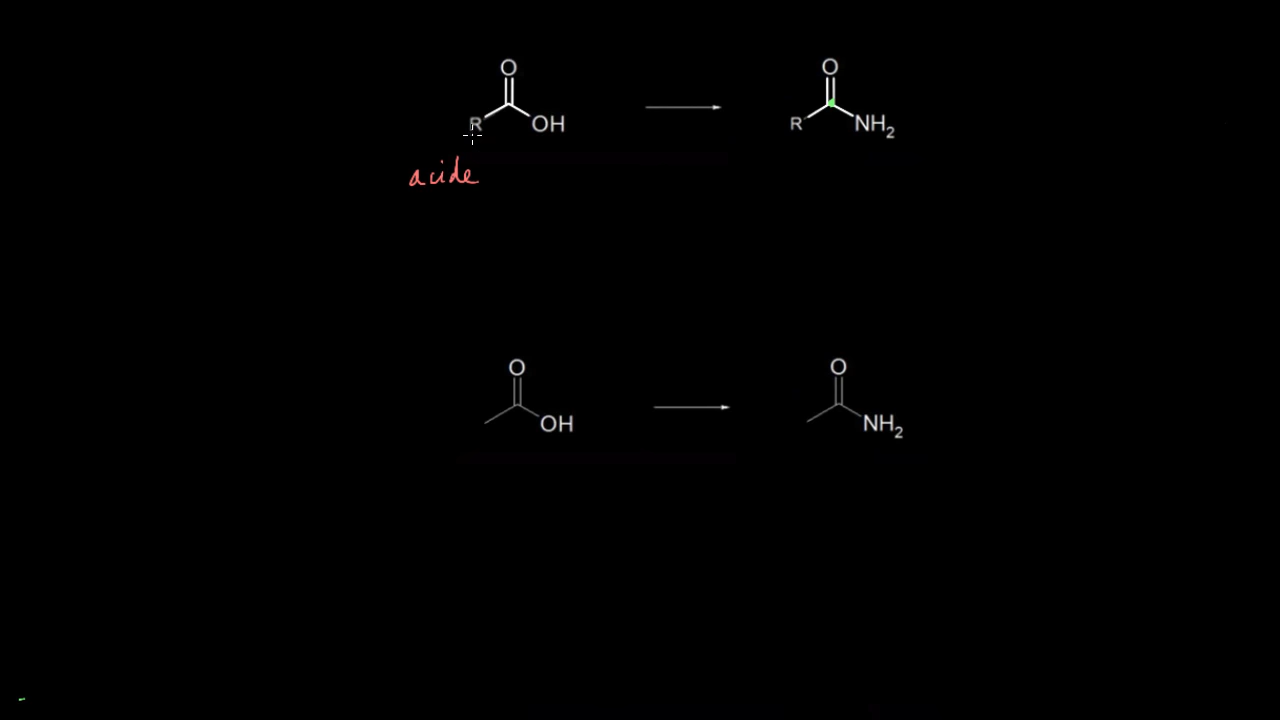 O O
R OH R NH₂
acide
O O
OH NH₂